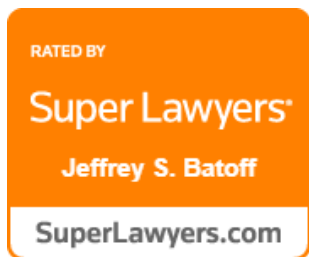 RATED BY
Super Lawyers®
Jeffrey S. Batoff
SuperLawyers.com